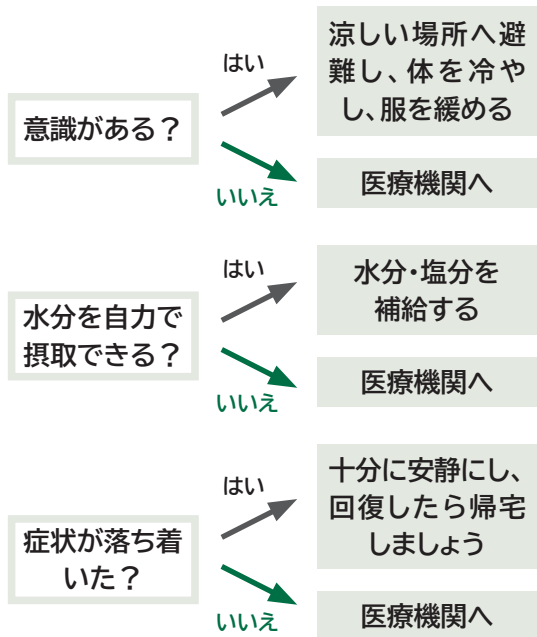 意識がある？
はい
涼しい場所へ避
難し、体を冷や
し、服を緩める
いいえ
医療機関へ
水分を自力で
摂取できる？
はい
水分・塩分を
補給する
いいえ
医療機関へ
症状が落ち着
いた？
はい
十分に安静にし、
回復したら帰宅
しましょう
いいえ
医療機関へ